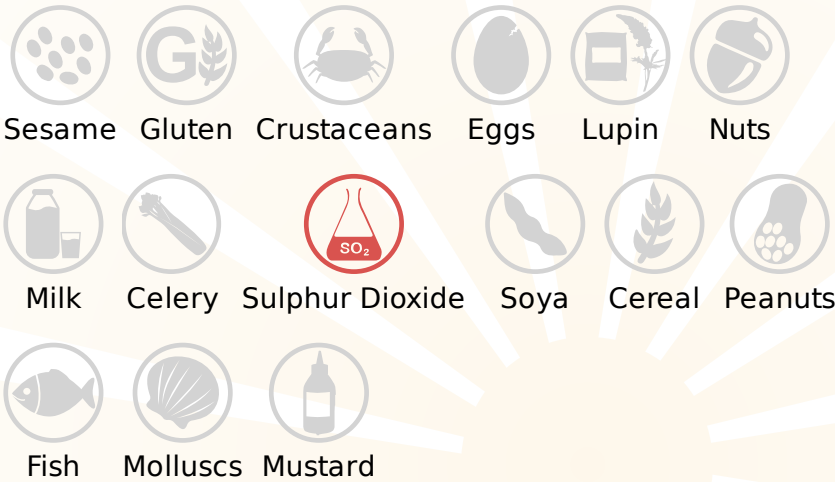 G
Sesame Gluten Crustaceans Eggs Lupin Nuts
SO₂
Milk Celery Sulphur Dioxide Soya Cereal Peanuts
Fish Molluscs Mustard